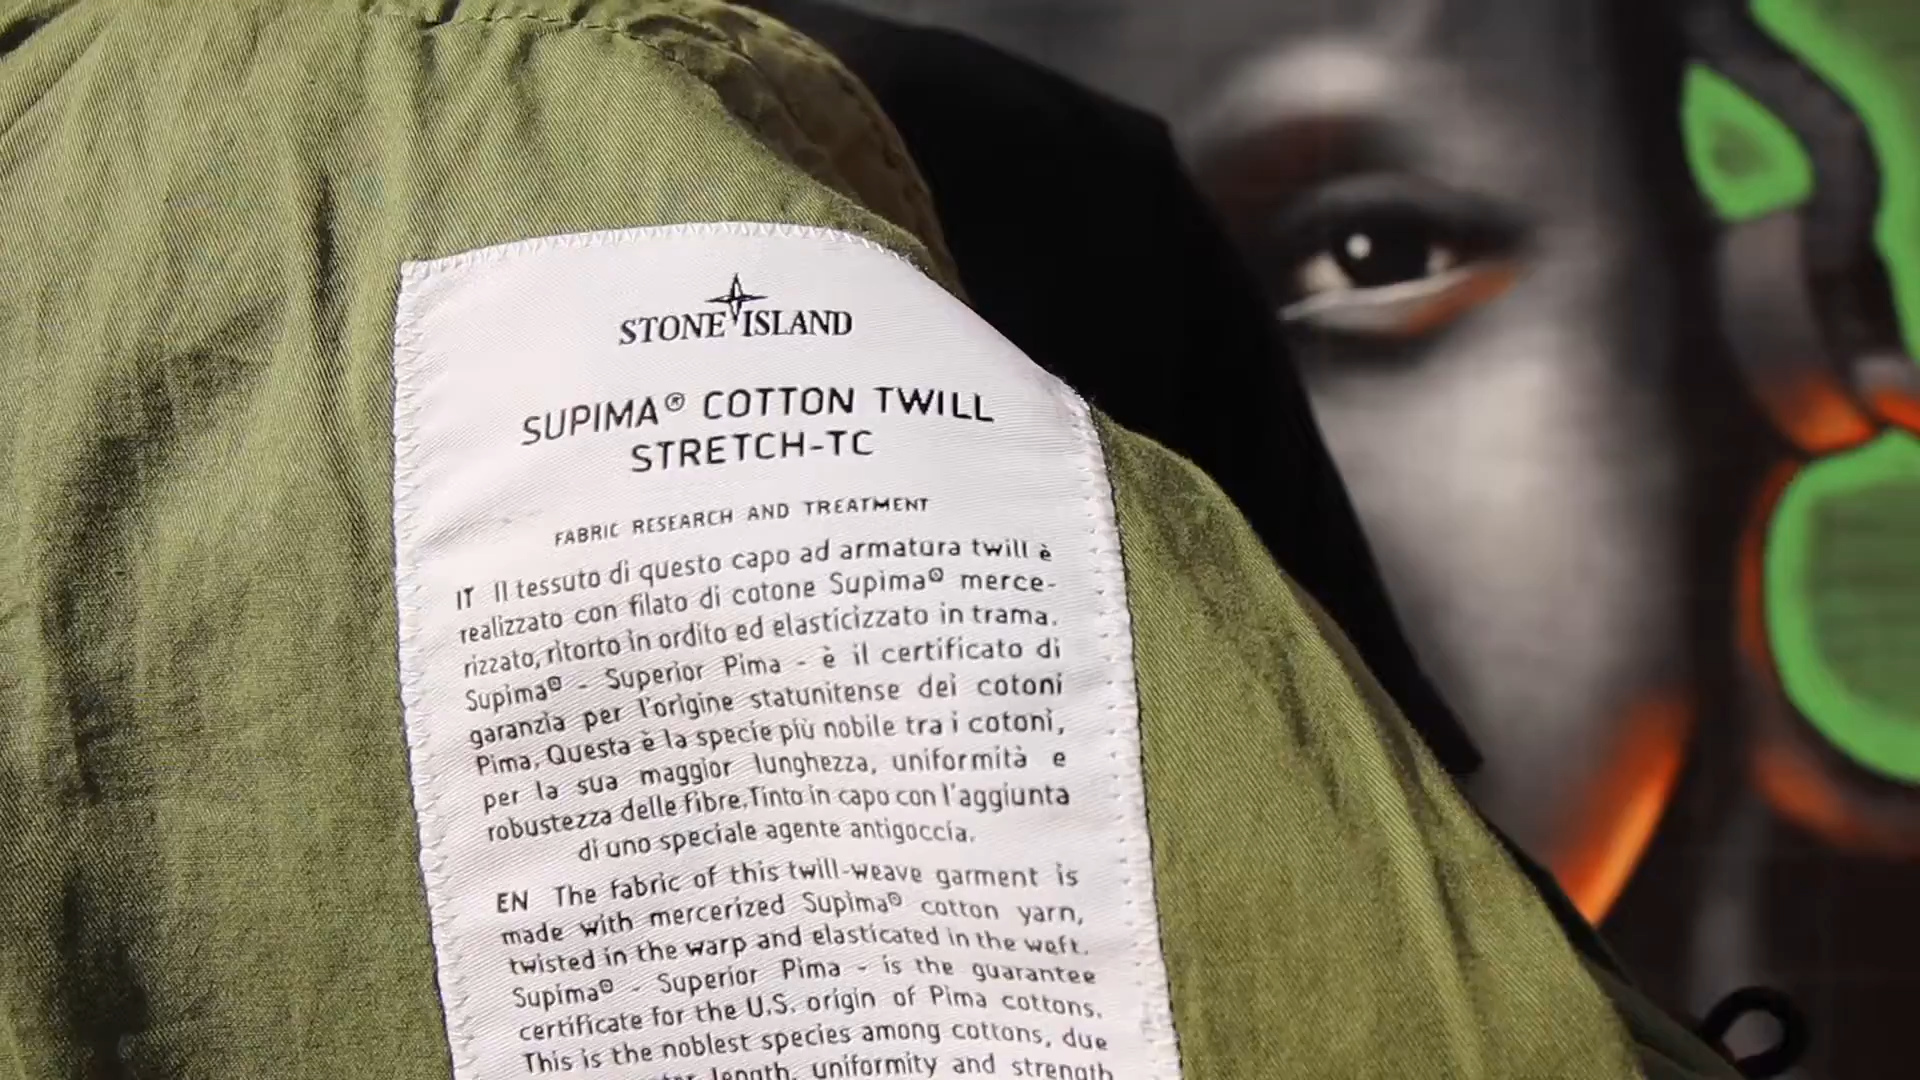 STONE ISLAND
SUPIMA® COTTON TWILL
STRETCH-TC
FABRIC RESEARCH AND TREATMENT
IT Il tessuto di questo capo ad armatura twill è
realizzato con filato di cotone Supima® merce-
rizzato, ritorto in ordito ed elasticizzato in trama.
Supima® - Superior Pima - è il certificato di
garanzia per l'origine statunitense dei cotoni
Pima. Questa è la specie più nobile tra i cotoni,
per la sua maggior lunghezza, uniformità e
robustezza delle fibre. Tinto in capo con l'aggiunta
di uno speciale agente antigoccia.
EN The fabric of this twill-weave garment is
made with mercerized Supima® cotton yarn,
twisted in the warp and elasticated in the weft.
Supima® - Superior Pima - is the guarantee
certificate for the U.S. origin of Pima cottons.
This is the noblest species among cottons, due
length, uniformity and strength